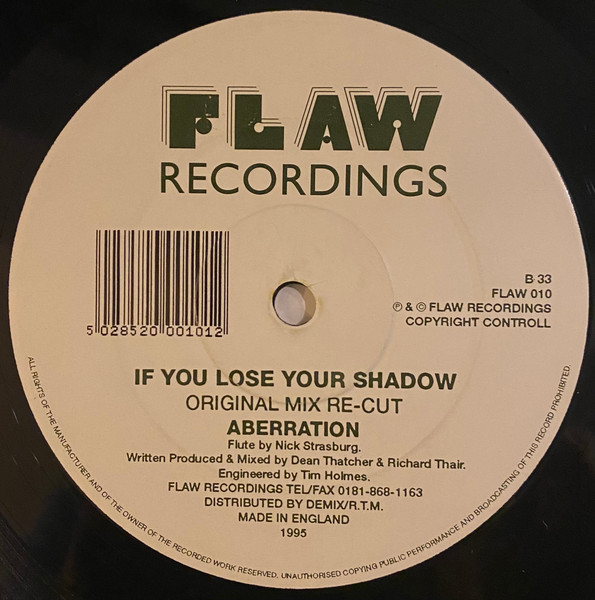 FLAW
RECORDINGS
5 028520 001012
B 33
FLAW 010
℗ & © FLAW RECORDINGS
COPYRIGHT CONTROLL
IF YOU LOSE YOUR SHADOW
ORIGINAL MIX RE-CUT
ABERRATION
Flute by Nick Strasburg.
Written Produced & Mixed by Dean Thatcher & Richard Thair.
Engineered by Tim Holmes.
FLAW RECORDINGS TEL/FAX 0181-868-1163
DISTRIBUTED BY DEMIX/R.T.M.
MADE IN ENGLAND
1995
ALL RIGHTS OF THE MANUFACTURER AND OF THE OWNER OF THE RECORDED WORK RESERVED. UNAUTHORISED COPYING PUBLIC PERFORMANCE AND BROADCASTING OF THIS RECORD PROHIBITED.